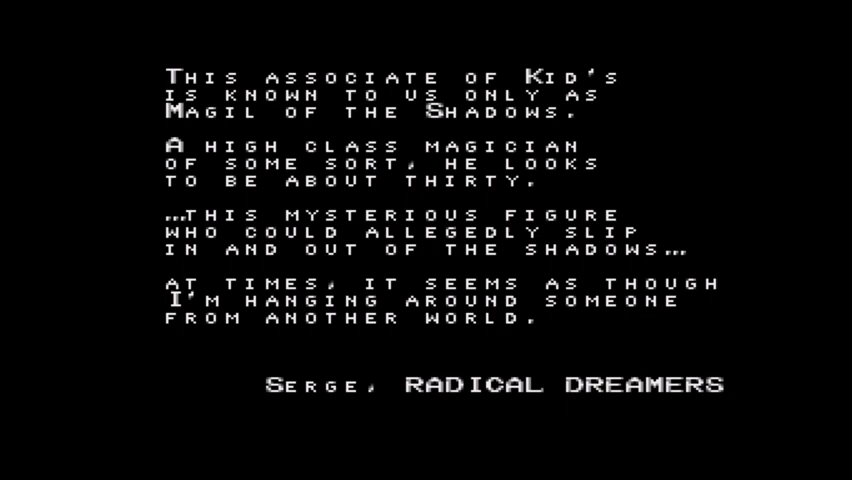 This associate of Kid's
is known to us only as
Magil of the Shadows.
A high class magician
of some sort, he looks
to be about thirty.
...this mysterious figure
who could allegedly slip
in and out of the shadows...
at times, it seems as though
I'm hanging around someone
from another world.
Serge, RADICAL DREAMERS